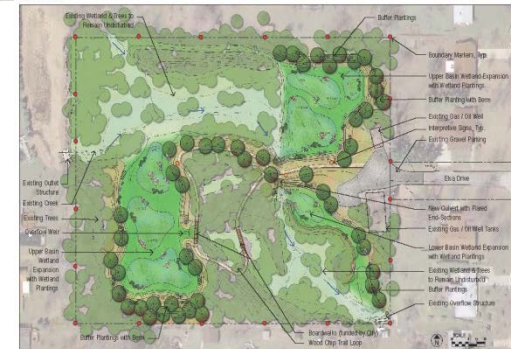 Existing Wetland & Trees to
Remain Undisturbed
Buffer Plantings
Boundary Markers, Typ.
Upper Basin Wetland Expansion
with Wetland Plantings
Buffer Planting with Berm
Existing Gas / Oil Well
Interpretive Signs, Typ.
Existing Gravel Parking
Elsa Drive
New Culvert with Flared
End-Sections
Existing Gas / Oil Well Tanks
Lower Basin Wetland Expansion
with Wetland Plantings
Existing Wetland & Trees
to Remain Undisturbed
Buffer Plantings
Existing Overflow Structure
Existing Outlet
Structure
Existing Creek
Existing Trees
Overflow Weir
Upper Basin
Wetland
Expansion
with Wetland
Plantings
Buffer Plantings with Berm
Boardwalks (funded by City)
Wood Chip Trail Loop